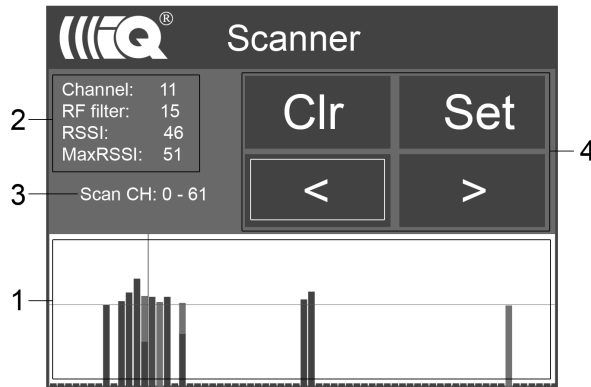 IQ® Scanner
2
Channel: 11
RF filter: 15
RSSI: 46
MaxRSSI: 51
3
Scan CH: 0 - 61
Clr Set
< >
4
1